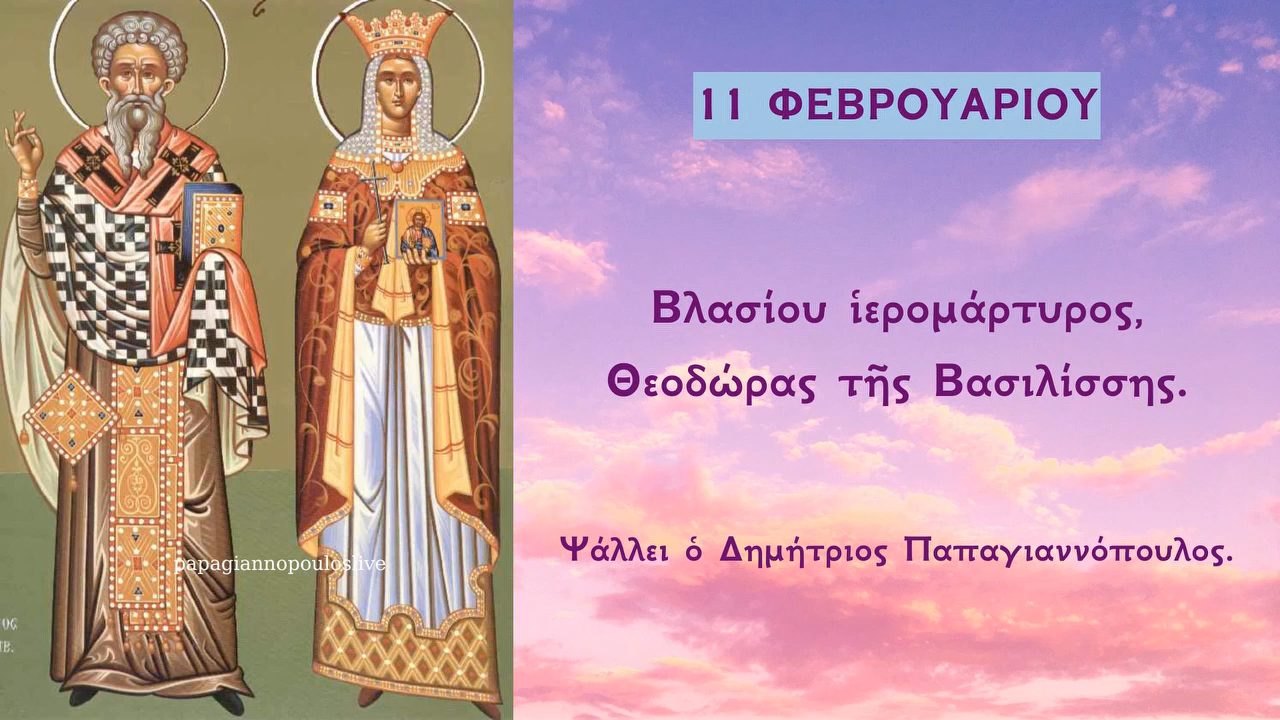 11 ΦΕΒΡΟΥΑΡΙΟΥ
Βλασίου ἱερομάρτυρος,
Θεοδώρας τῆς Βασιλίσσης.
Ψάλλει ὁ Δημήτριος Παπαγιαννόπουλος.
papagiannopouloslive